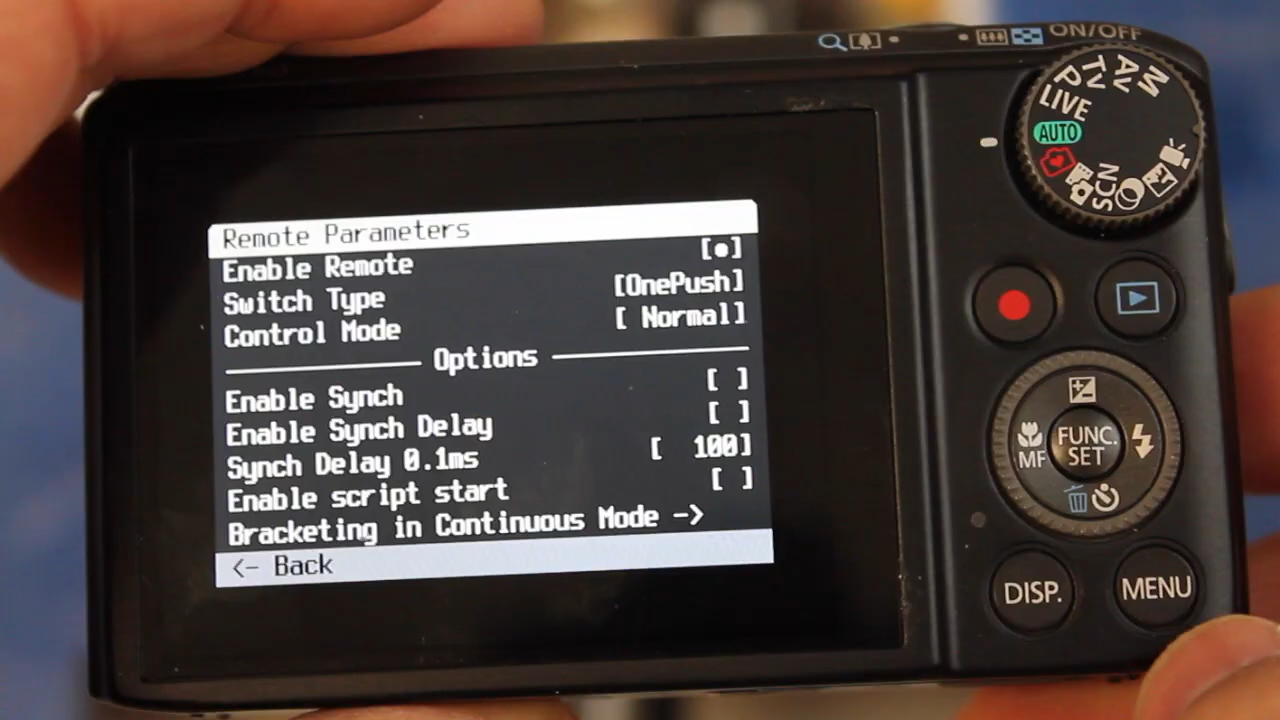 ON/OFF
M
Av
Tv
P
LIVE
AUTO
SCN
Remote Parameters
Enable Remote [●]
Switch Type [OnePush]
Control Mode [ Normal]
Options
Enable Synch [ ]
Enable Synch Delay [ ]
Synch Delay 0.1ms [ 100]
Enable script start [ ]
Bracketing in Continuous Mode ->
<- Back
MF
FUNC.
SET
DISP.
MENU